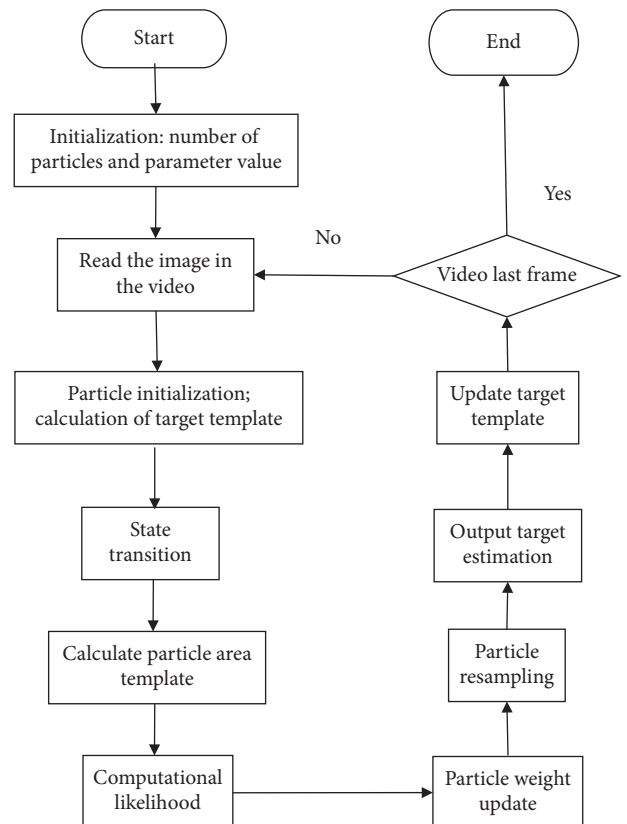 Start
Initialization: number of
particles and parameter value
Read the image in
the video
Particle initialization;
calculation of target template
State
transition
Calculate particle area
template
Computational
likelihood
Particle weight
update
Particle
resampling
Output target
estimation
Update target
template
Video last frame
No
Yes
End